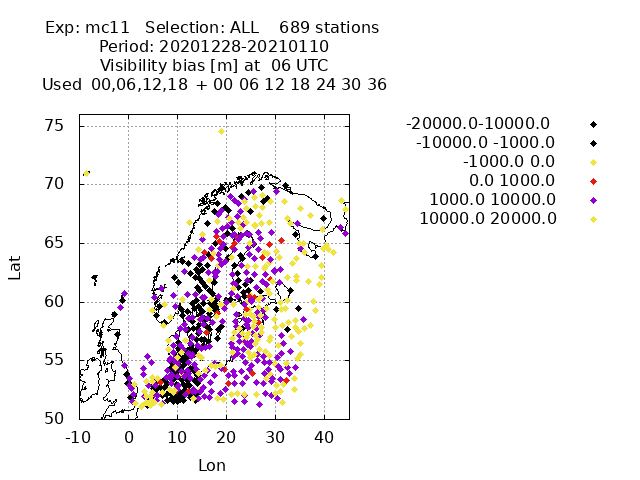 Exp: mc11 Selection: ALL 689 stations
Period: 20201228-20210110
Visibility bias [m] at 06 UTC
Used 00,06,12,18 + 00 06 12 18 24 30 36
-20000.0-10000.0
-10000.0 -1000.0
-1000.0 0.0
0.0 1000.0
1000.0 10000.0
10000.0 20000.0
75
70
65
60
55
50
Lat
-10 0 10 20 30 40
Lon